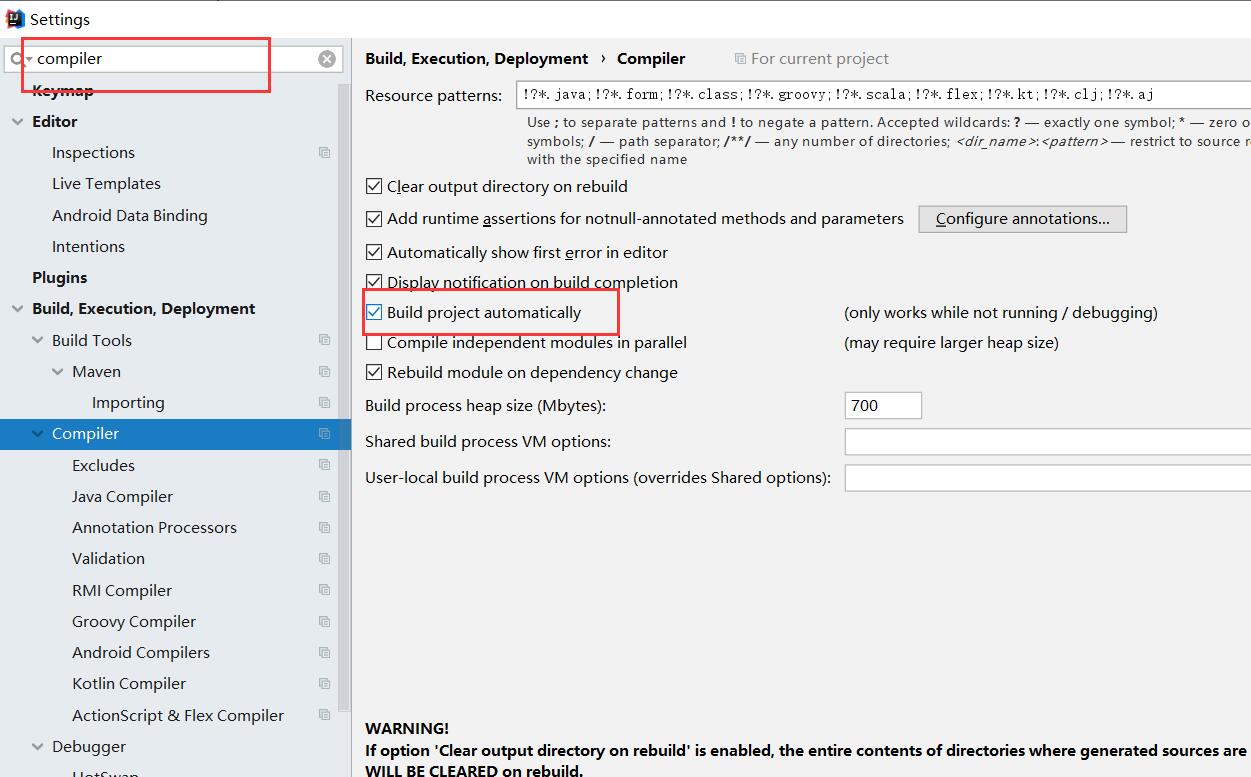 Settings
compiler
Keymap
Editor
Inspections
Live Templates
Android Data Binding
Intentions
Plugins
Build, Execution, Deployment
Build Tools
Maven
Importing
Compiler
Excludes
Java Compiler
Annotation Processors
Validation
RMI Compiler
Groovy Compiler
Android Compilers
Kotlin Compiler
ActionScript & Flex Compiler
Debugger
HotSwap
Build, Execution, Deployment › Compiler For current project
Resource patterns: !?*.java;!?*.form;!?*.class;!?*.groovy;!?*.scala;!?*.flex;!?*.kt;!?*.clj;!?*.aj
Use ; to separate patterns and ! to negate a pattern. Accepted wildcards: ? — exactly one symbol; * — zero o
symbols; / — path separator; /**/ — any number of directories; <dir_name>:<pattern> — restrict to source r
with the specified name
Clear output directory on rebuild
Add runtime assertions for notnull-annotated methods and parameters Configure annotations...
Automatically show first error in editor
Display notification on build completion
Build project automatically (only works while not running / debugging)
Compile independent modules in parallel (may require larger heap size)
Rebuild module on dependency change
Build process heap size (Mbytes): 700
Shared build process VM options:
User-local build process VM options (overrides Shared options):
WARNING!
If option 'Clear output directory on rebuild' is enabled, the entire contents of directories where generated sources are
WILL BE CLEARED on rebuild.